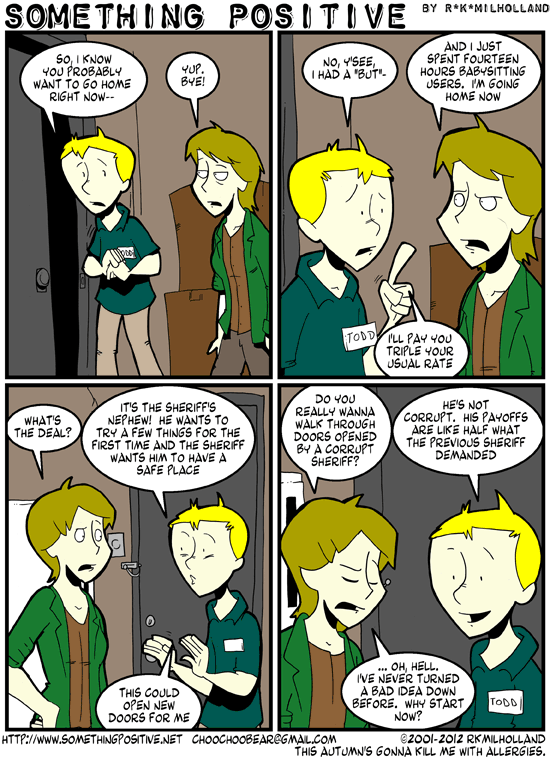 SOMETHING POSITIVE BY R*K*MILHOLLAND
SO, I KNOW
YOU PROBABLY
WANT TO GO HOME
RIGHT NOW--
YUP.
BYE!
TODD
NO, Y'SEE,
I HAD A "BUT"-
AND I JUST
SPENT FOURTEEN
HOURS BABYSITTING
USERS. I'M GOING
HOME NOW
TODD
I'LL PAY YOU
TRIPLE YOUR
USUAL RATE
WHAT'S
THE DEAL?
IT'S THE SHERIFF'S
NEPHEW! HE WANTS TO
TRY A FEW THINGS FOR THE
FIRST TIME AND THE SHERIFF
WANTS HIM TO HAVE A
SAFE PLACE
THIS COULD
OPEN NEW
DOORS FOR ME
DO YOU
REALLY WANNA
WALK THROUGH
DOORS OPENED
BY A CORRUPT
SHERIFF?
HE'S NOT
CORRUPT. HIS PAYOFFS
ARE LIKE HALF WHAT
THE PREVIOUS SHERIFF
DEMANDED
... OH, HELL.
I'VE NEVER TURNED
A BAD IDEA DOWN
BEFORE. WHY START
NOW?
TODD
HTTP://WWW.SOMETHINGPOSITIVE.NET CHOOCHOOBEAR@GMAIL.COM ©2001-2012 RKMILHOLLAND
THIS AUTUMN'S GONNA KILL ME WITH ALLERGIES.